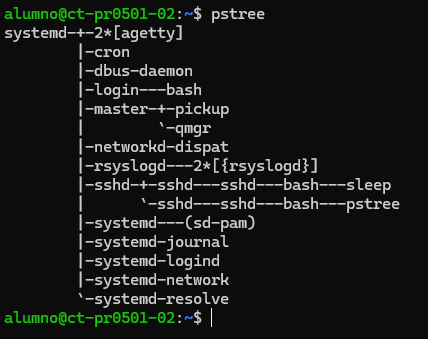 alumno@ct-pr0501-02:~$ pstree
systemd-+-2*[agetty]
        |-cron
        |-dbus-daemon
        |-login---bash
        |-master-+-pickup
        |        `-qmgr
        |-networkd-dispat
        |-rsyslogd---2*[{rsyslogd}]
        |-sshd-+-sshd---sshd---bash---sleep
        |      `-sshd---sshd---bash---pstree
        |-systemd---(sd-pam)
        |-systemd-journal
        |-systemd-logind
        |-systemd-network
        `-systemd-resolve
alumno@ct-pr0501-02:~$